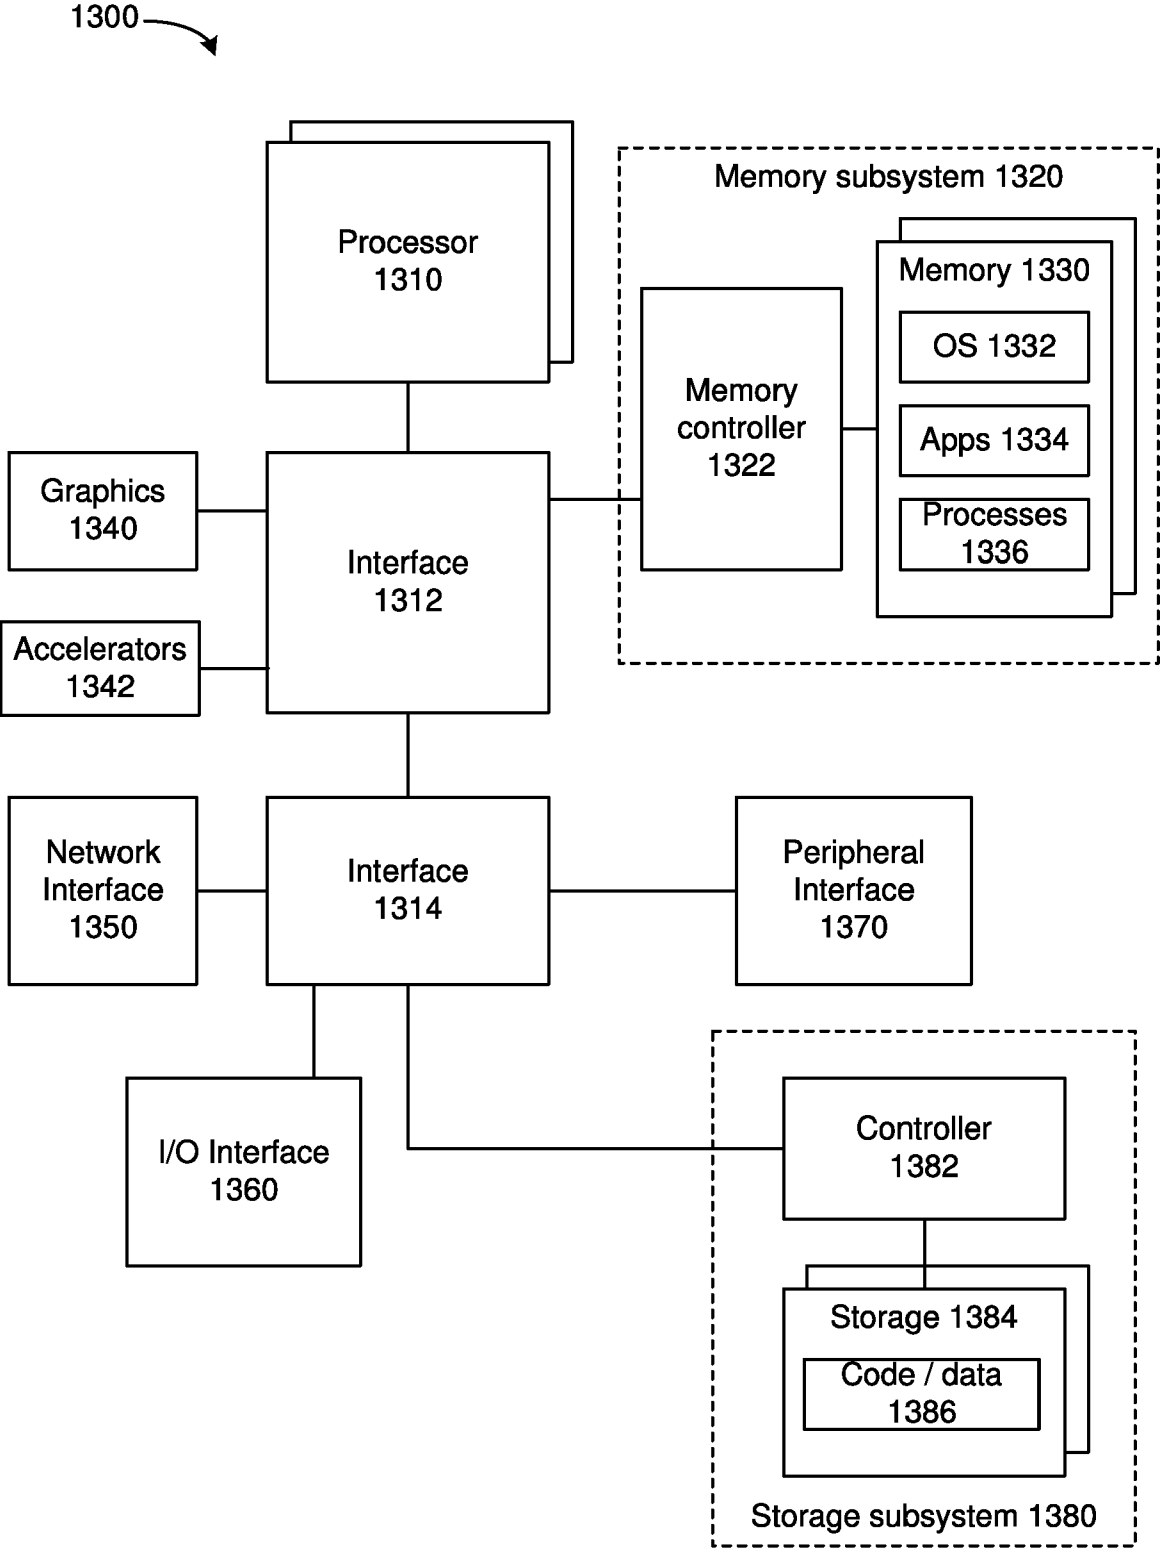 1300
Processor
1310
Memory subsystem 1320
Memory 1330
OS 1332
Apps 1334
Processes
1336
Memory
controller
1322
Graphics
1340
Interface
1312
Accelerators
1342
Network
Interface
1350
Interface
1314
Peripheral
Interface
1370
I/O Interface
1360
Controller
1382
Storage 1384
Code / data
1386
Storage subsystem 1380